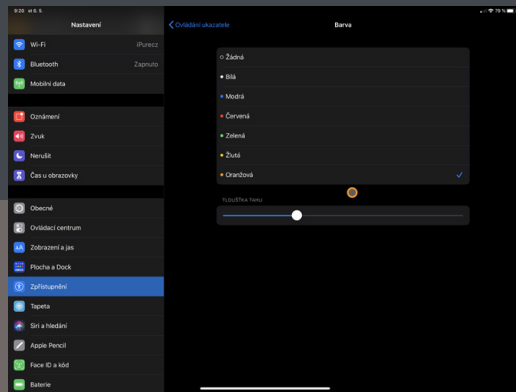 9:20 st 6. 5.
79 %
Nastavení
Ovládání ukazatele
Barva
Wi-Fi iPurecz
Bluetooth Zapnuto
Mobilní data
Oznámení
Zvuk
Nerušit
Čas u obrazovky
Obecné
Ovládací centrum
AA Zobrazení a jas
Plocha a Dock
Zpřístupnění
Tapeta
Siri a hledání
Apple Pencil
Face ID a kód
Baterie
Žádná
Bílá
Modrá
Červená
Zelená
Žlutá
Oranžová
TLOUŠŤKA TAHU